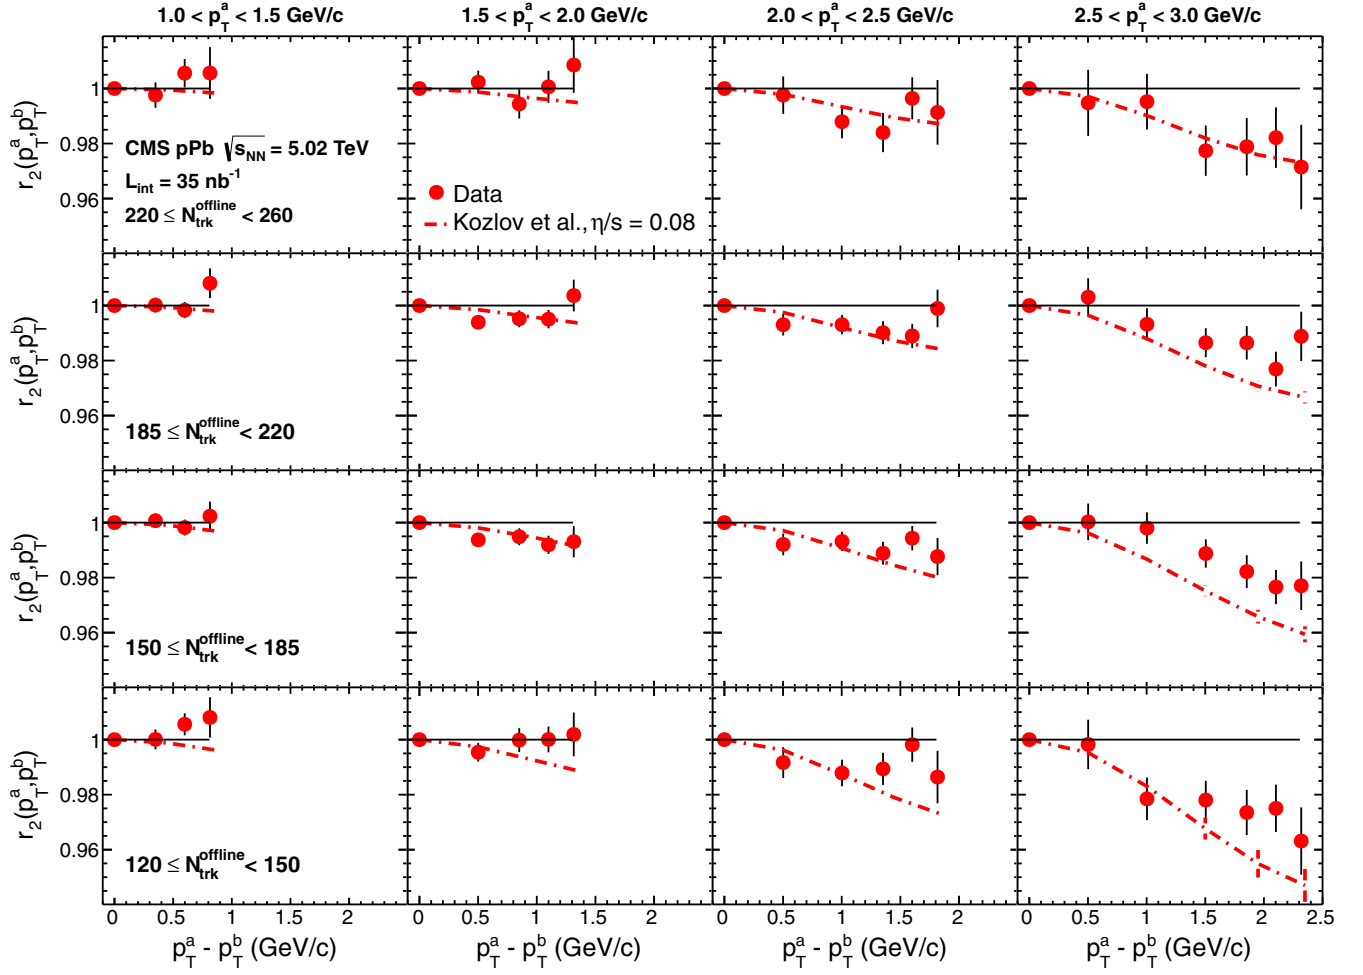 1.0 < p_T^a < 1.5 GeV/c
1.5 < p_T^a < 2.0 GeV/c
2.0 < p_T^a < 2.5 GeV/c
2.5 < p_T^a < 3.0 GeV/c
r_2(p_T^a,p_T^b)
1
0.98
0.96
CMS pPb √s_NN = 5.02 TeV
L_int = 35 nb^-1
220 ≤ N_trk^offline < 260
Data
Kozlov et al., η/s = 0.08
r_2(p_T^a,p_T^b)
1
0.98
0.96
185 ≤ N_trk^offline < 220
r_2(p_T^a,p_T^b)
1
0.98
0.96
150 ≤ N_trk^offline < 185
r_2(p_T^a,p_T^b)
1
0.98
0.96
120 ≤ N_trk^offline < 150
0 0.5 1 1.5 2
0 0.5 1 1.5 2
0 0.5 1 1.5 2
0 0.5 1 1.5 2 2.5
p_T^a - p_T^b (GeV/c)
p_T^a - p_T^b (GeV/c)
p_T^a - p_T^b (GeV/c)
p_T^a - p_T^b (GeV/c)